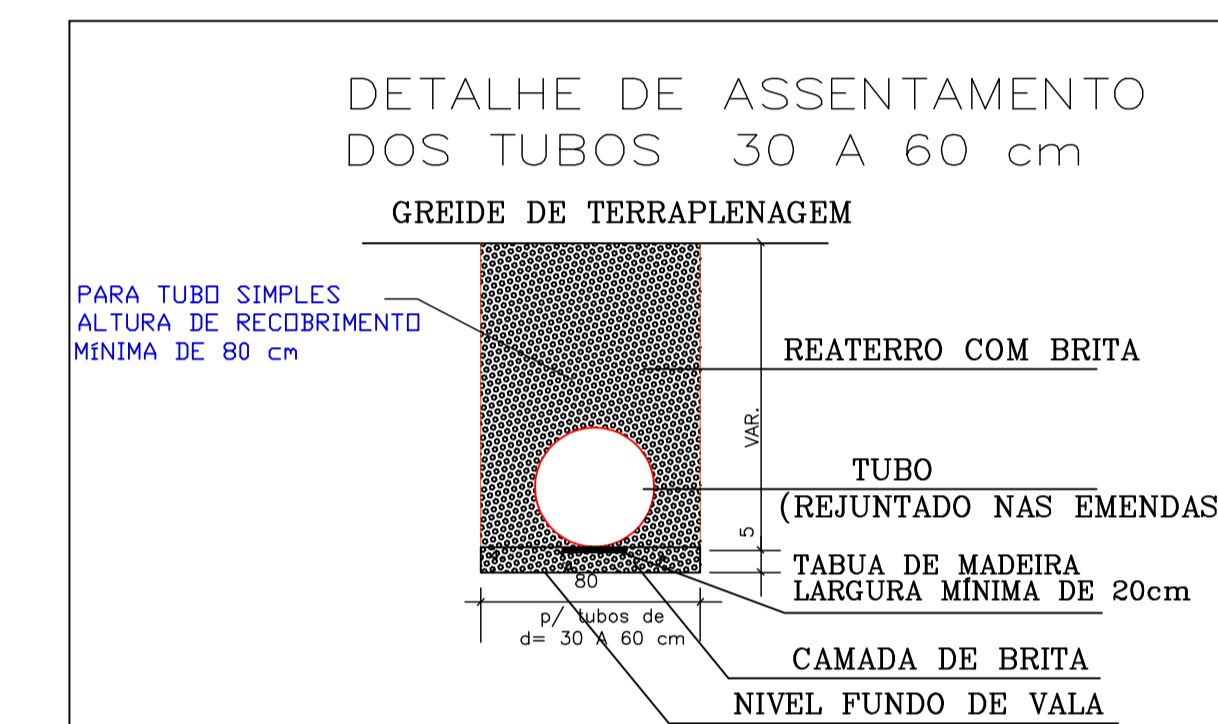 DETALHE DE ASSENTAMENTO
DOS TUBOS 30 A 60 cm
GREIDE DE TERRAPLENAGEM
PARA TUBO SIMPLES
ALTURA DE RECOBRIMENTO
MÍNIMA DE 80 cm
REATERRO COM BRITA
VAR.
TUBO
(REJUNTADO NAS EMENDAS
5
TABUA DE MADEIRA
LARGURA MÍNIMA DE 20cm
80
p/ tubos de
d= 30 A 60 cm
CAMADA DE BRITA
NIVEL FUNDO DE VALA